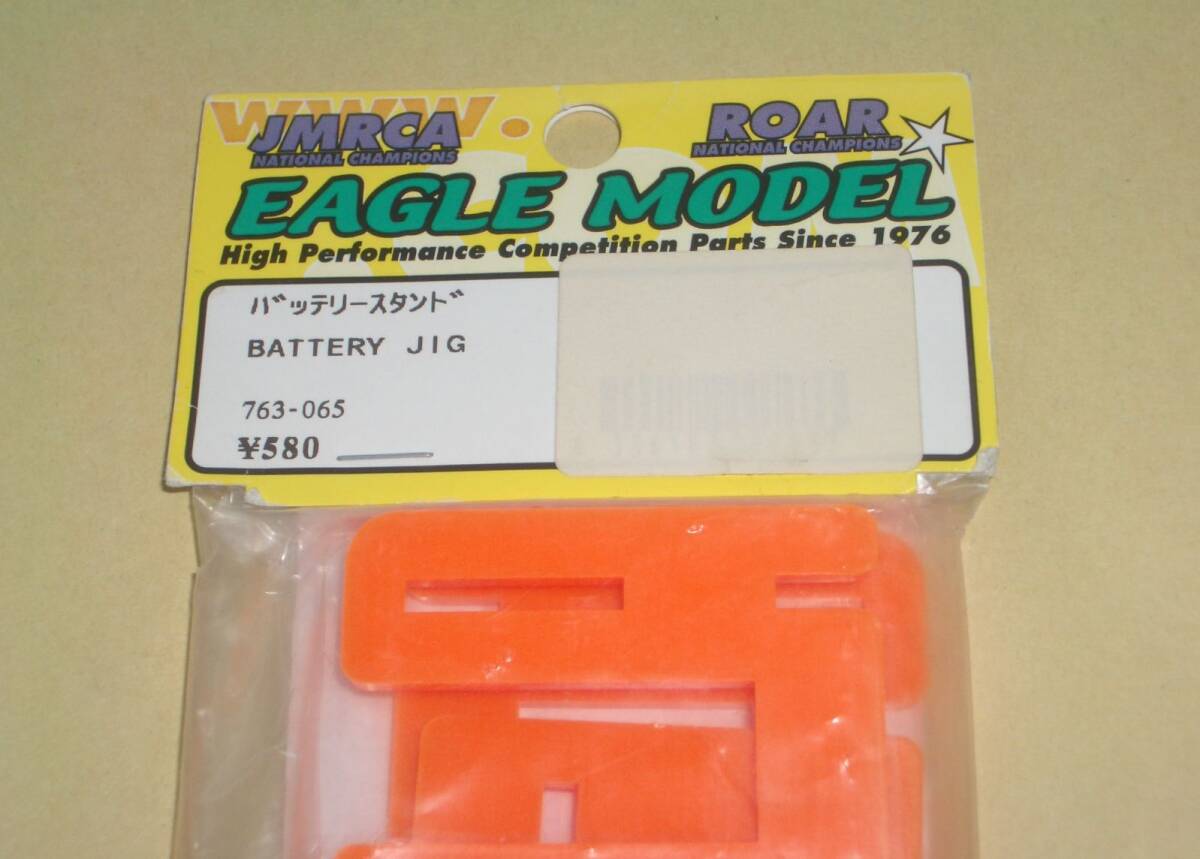 www.
JMRCA
NATIONAL CHAMPIONS
ROAR
NATIONAL CHAMPIONS
EAGLE MODEL
High Performance Competition Parts Since 1976
バッテリースタンド
BATTERY JIG
763-065
¥580